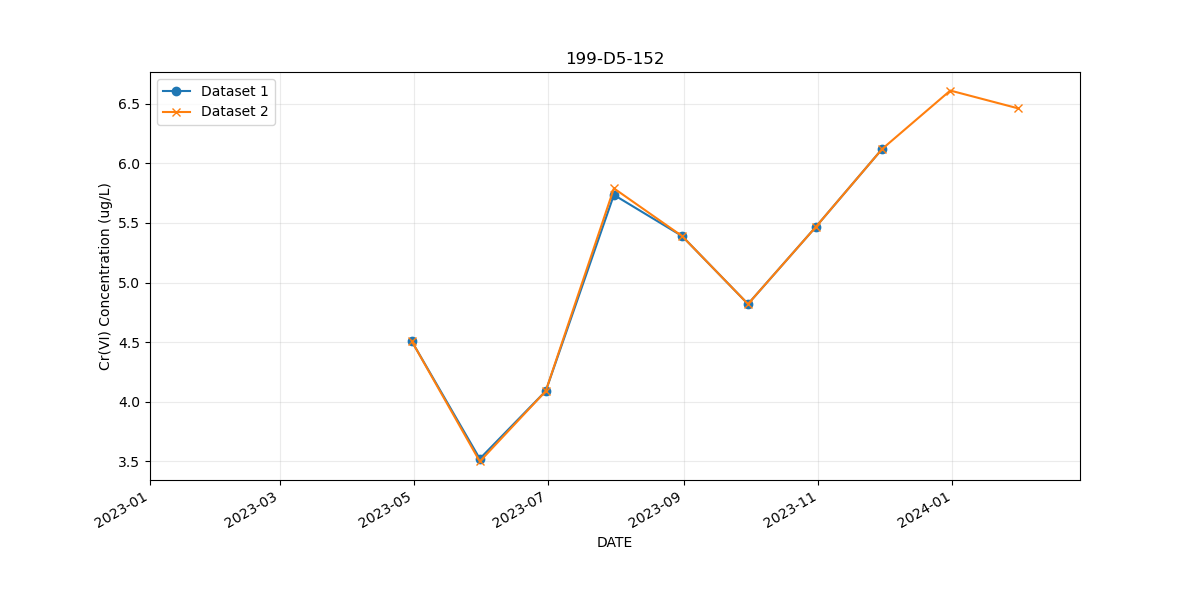 199-D5-152
Dataset 1
Dataset 2
6.5
6.0
5.5
5.0
4.5
4.0
3.5
Cr(VI) Concentration (ug/L)
2023-01
2023-03
2023-05
2023-07
2023-09
2023-11
2024-01
DATE